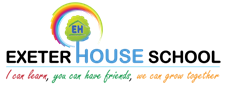 EH
EXETER HOUSE SCHOOL
I can learn, you can have friends, we can grow together